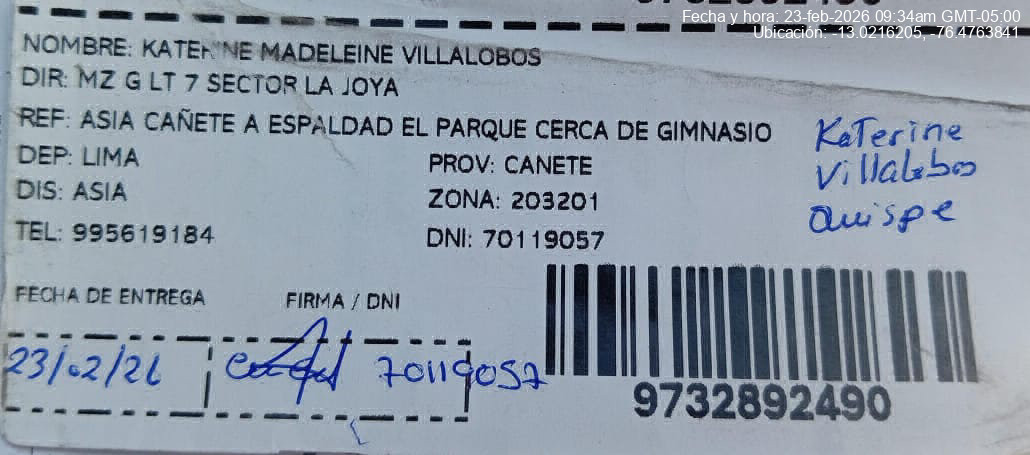 Fecha y hora: 23-feb-2026 09:34am GMT-05:00
Ubicación: -13.0216205, -76.4763841
NOMBRE: KATERINE MADELEINE VILLALOBOS
DIR: MZ G LT 7 SECTOR LA JOYA
REF: ASIA CAÑETE A ESPALDAD EL PARQUE CERCA DE GIMNASIO
Katerine
Villalobos
Quispe
DEP: LIMA PROV: CANETE
DIS: ASIA ZONA: 203201
TEL: 995619184 DNI: 70119057
FECHA DE ENTREGA FIRMA / DNI
23/02/26 70119057
9732892490